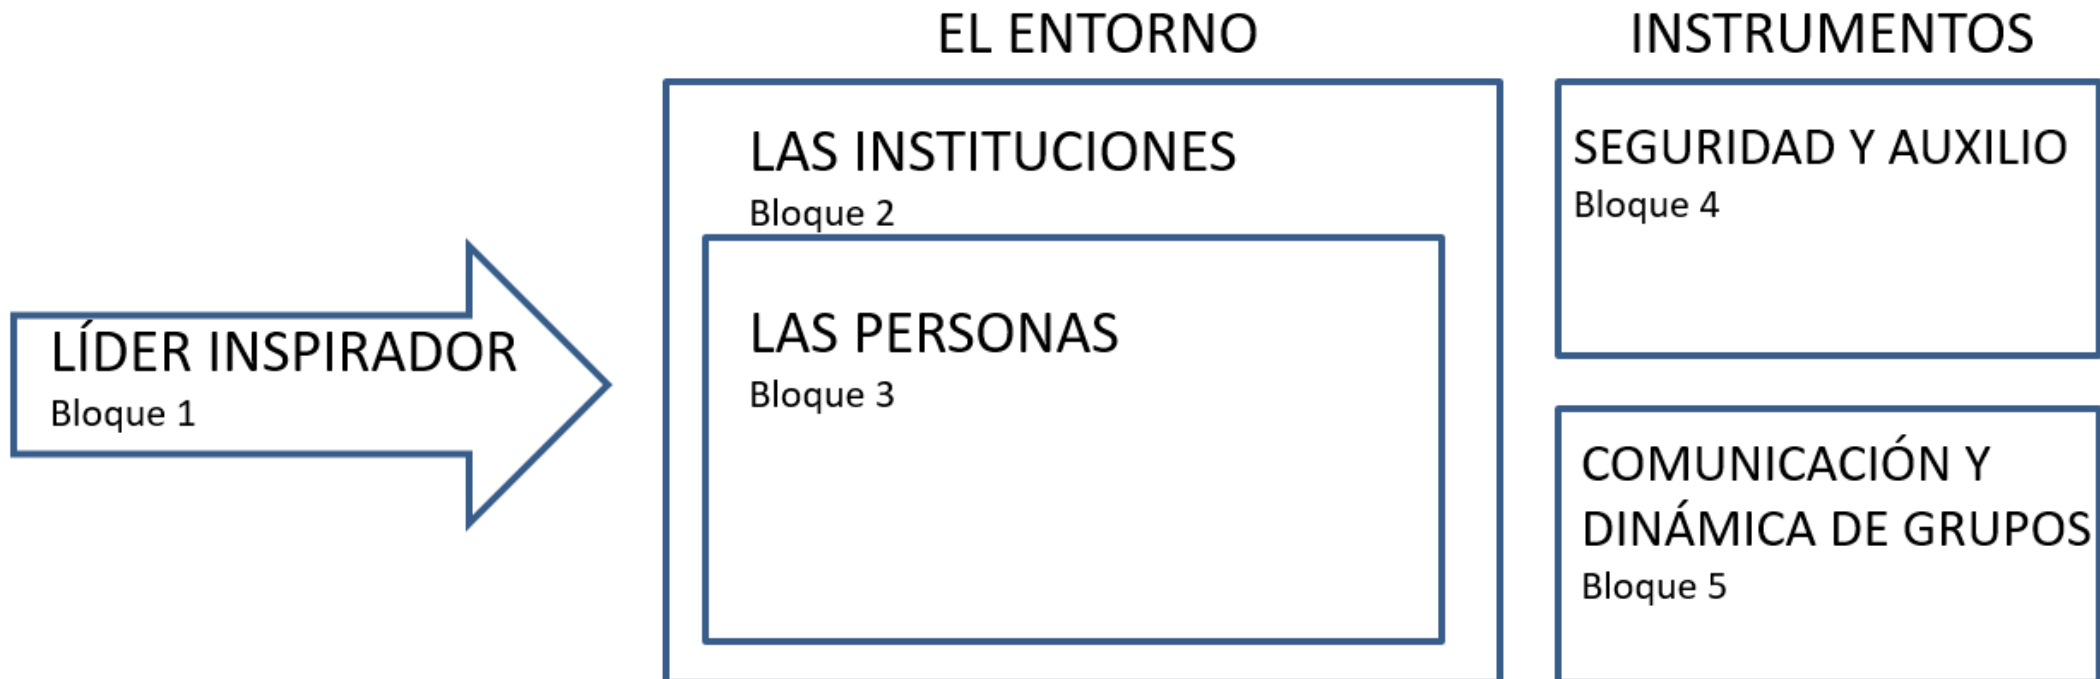 EL ENTORNO
INSTRUMENTOS
LÍDER INSPIRADOR
Bloque 1
LAS INSTITUCIONES
Bloque 2
LAS PERSONAS
Bloque 3
SEGURIDAD Y AUXILIO
Bloque 4
COMUNICACIÓN Y
DINÁMICA DE GRUPOS
Bloque 5